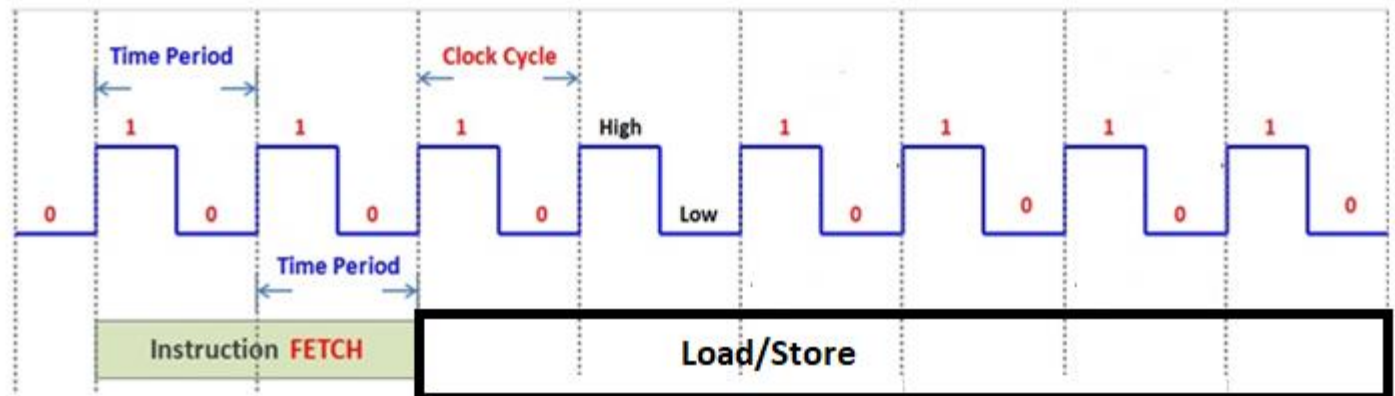 Time Period
Clock Cycle
1 1 1 High 1 1 1 1
0 0 0 0 Low 0 0 0 0
Time Period
Instruction FETCH
Load/Store